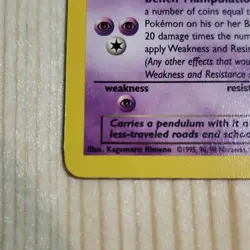 Bench Manipulation
a number of coins equal t
Pokémon on his or her B
20 damage times the num
apply Weakness and Resist
(Any other effects that wou
Weakness and Resistance
weakness resis
Carries a pendulum with it a
less-traveled roads and scho
Illus. Kagemaru Himeno ©1995, 96, 98 Nintendo,